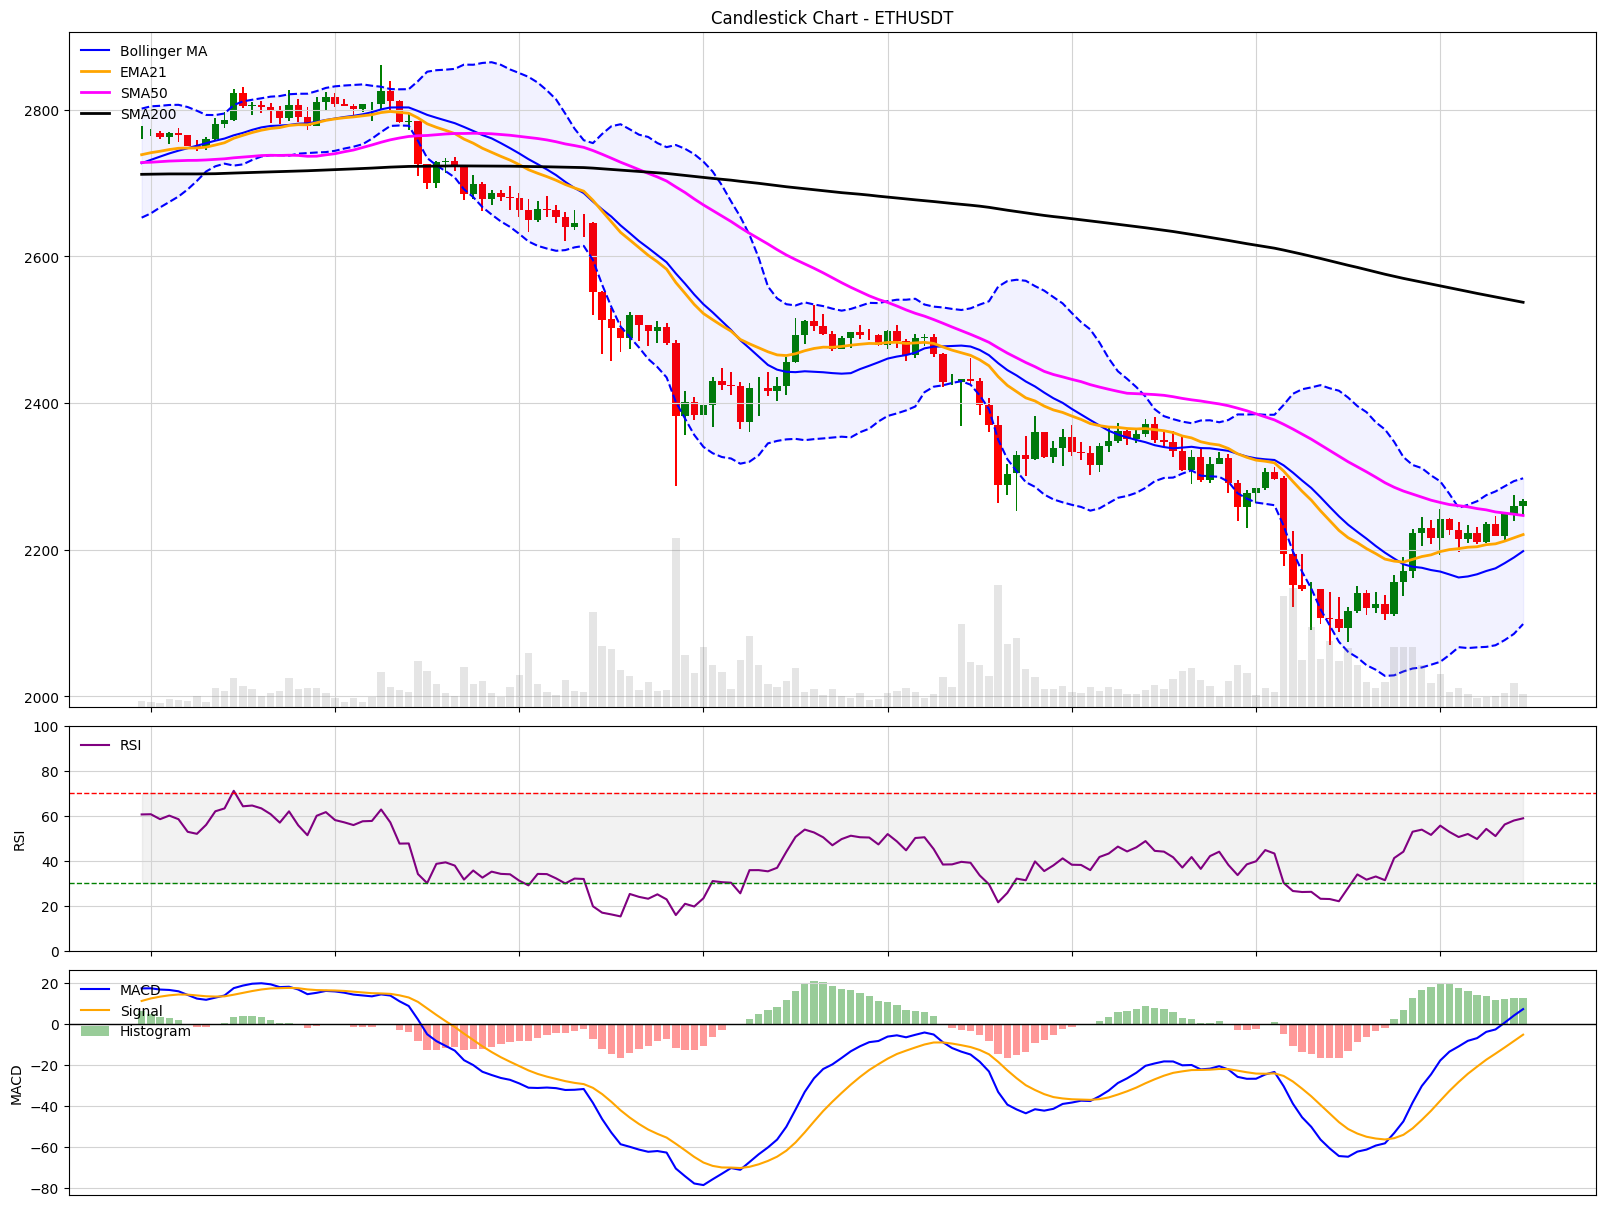 Candlestick Chart - ETHUSDT
Bollinger MA
EMA21
SMA50
SMA200
2800
2600
2400
2200
2000
RSI
100
80
60
40
20
0
RSI
MACD
Signal
Histogram
20
0
−20
−40
−60
−80
MACD